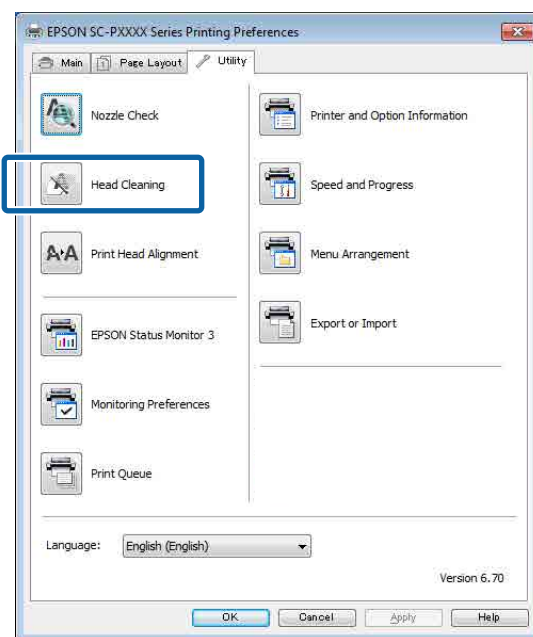 EPSON SC-PXXXX Series Printing Preferences
Main Page Layout Utility
Nozzle Check
Head Cleaning
A A Print Head Alignment
EPSON Status Monitor 3
Monitoring Preferences
Print Queue
Printer and Option Information
Speed and Progress
Menu Arrangement
Export or Import
Language: English (English)
Version 6.70
OK Cancel Apply Help